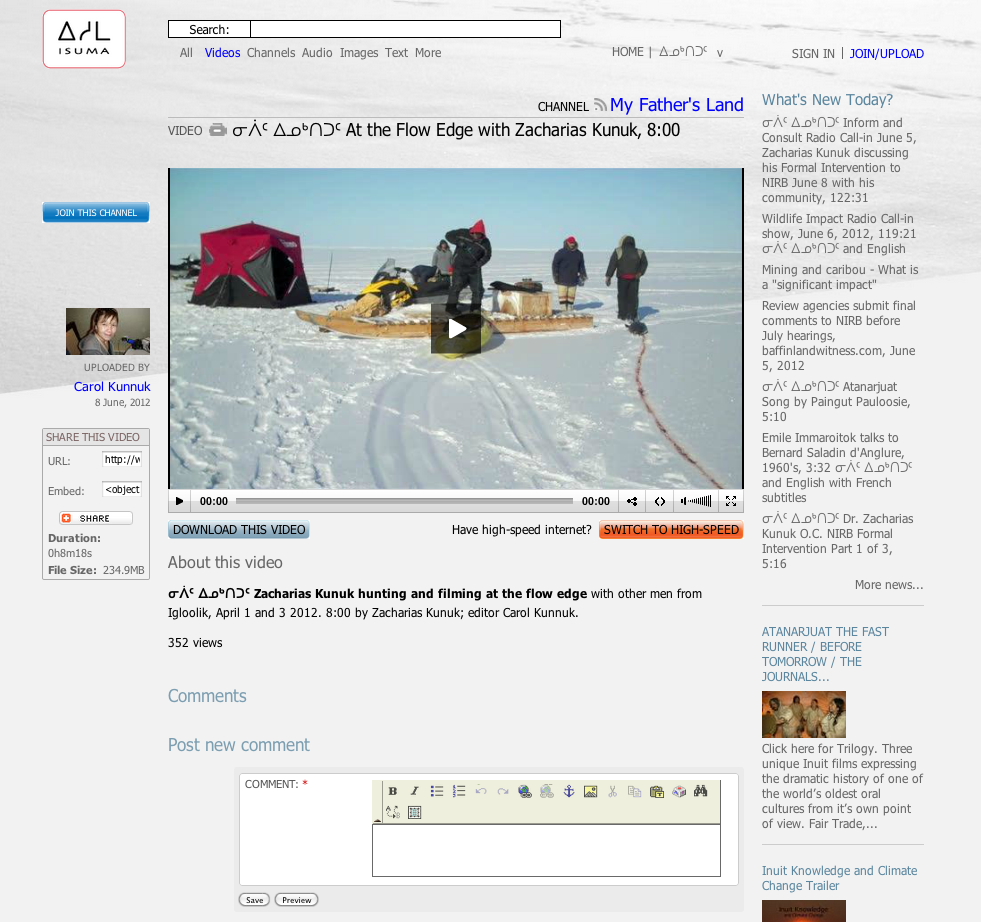 ᐃᓱᒪ
ISUMA
Search:
All Videos Channels Audio Images Text More
HOME | ᐃᓄᒃᑎᑐᑦ v
SIGN IN | JOIN/UPLOAD
CHANNEL My Father's Land
VIDEO ᓂᐲᑦ ᐃᓄᒃᑎᑐᑦ At the Flow Edge with Zacharias Kunuk, 8:00
JOIN THIS CHANNEL
UPLOADED BY
Carol Kunnuk
8 June, 2012
SHARE THIS VIDEO
URL: http://w
Embed: <object
SHARE
Duration:
0h8m18s
File Size: 234.9MB
00:00 00:00
DOWNLOAD THIS VIDEO
Have high-speed internet? SWITCH TO HIGH-SPEED
About this video
ᓂᐲᑦ ᐃᓄᒃᑎᑐᑦ Zacharias Kunuk hunting and filming at the flow edge with other men from
Igloolik, April 1 and 3 2012. 8:00 by Zacharias Kunuk; editor Carol Kunnuk.
352 views
Comments
Post new comment
COMMENT: *
B I
Save Preview
What's New Today?
ᓂᐲᑦ ᐃᓄᒃᑎᑐᑦ Inform and
Consult Radio Call-in June 5,
Zacharias Kunuk discussing
his Formal Intervention to
NIRB June 8 with his
community, 122:31
Wildlife Impact Radio Call-in
show, June 6, 2012, 119:21
ᓂᐲᑦ ᐃᓄᒃᑎᑐᑦ and English
Mining and caribou - What is
a "significant impact"
Review agencies submit final
comments to NIRB before
July hearings,
baffinlandwitness.com, June
5, 2012
ᓂᐲᑦ ᐃᓄᒃᑎᑐᑦ Atanarjuat
Song by Paingut Pauloosie,
5:10
Emile Immaroitok talks to
Bernard Saladin d'Anglure,
1960's, 3:32 ᓂᐲᑦ ᐃᓄᒃᑎᑐᑦ
and English with French
subtitles
ᓂᐲᑦ ᐃᓄᒃᑎᑐᑦ Dr. Zacharias
Kunuk O.C. NIRB Formal
Intervention Part 1 of 3,
5:16
More news...
ATANARJUAT THE FAST
RUNNER / BEFORE
TOMORROW / THE
JOURNALS...
Click here for Trilogy. Three
unique Inuit films expressing
the dramatic history of one of
the world's oldest oral
cultures from it's own point
of view. Fair Trade,...
Inuit Knowledge and Climate
Change Trailer
Inuit Knowledge